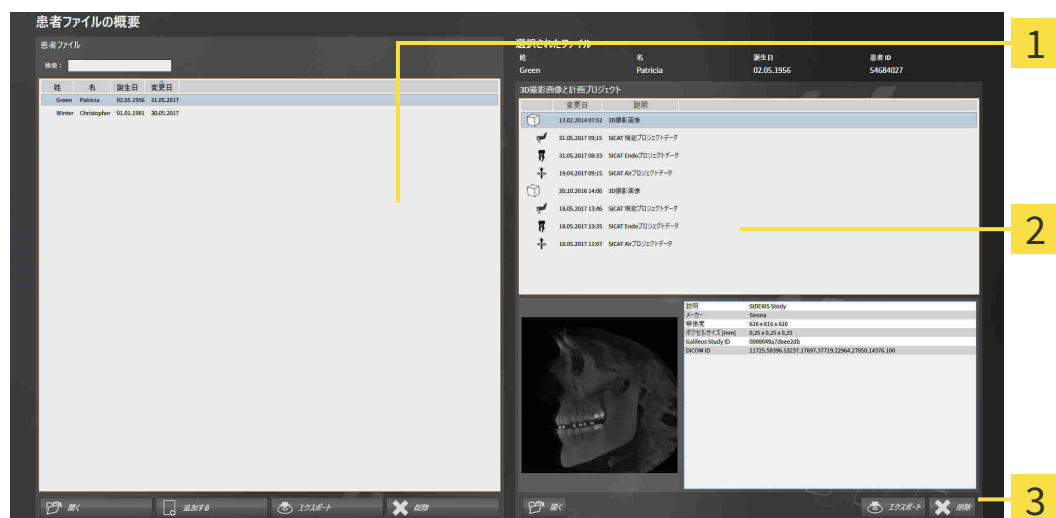 患者ファイルの概要
患者ファイル
検索：
姓 名 誕生日 変更日
Green Patricia 02.05.1956 31.05.2017
Winter Christopher 01.01.1981 30.05.2017
開く 追加する エクスポート 削除
選択されたファイル
姓 名 誕生日 患者 ID
Green Patricia 02.05.1956 54684027
3D撮影画像と計画プロジェクト
変更日 説明
13.02.2014 07:52 3D撮影画像
31.05.2017 09:15 SICAT 機能プロジェクトデータ
31.05.2017 08:33 SICAT Endoプロジェクトデータ
19.04.2017 09:15 SICAT Airプロジェクトデータ
20.10.2016 14:06 3D撮影画像
18.05.2017 13:46 SICAT 機能プロジェクトデータ
18.05.2017 13:35 SICAT Endoプロジェクトデータ
18.05.2017 13:07 SICAT Airプロジェクトデータ
説明 SIDEXIS Study
メーカー Sirona
解像度 616 x 616 x 616
ボクセルサイズ [mm] 0,25 x 0,25 x 0,25
Galileos Study ID 0000049a7deee2db
DICOM ID 11725.58396.53237.17697.37719.22964.27850.14376.100
開く エクスポート 削除
1
2
3